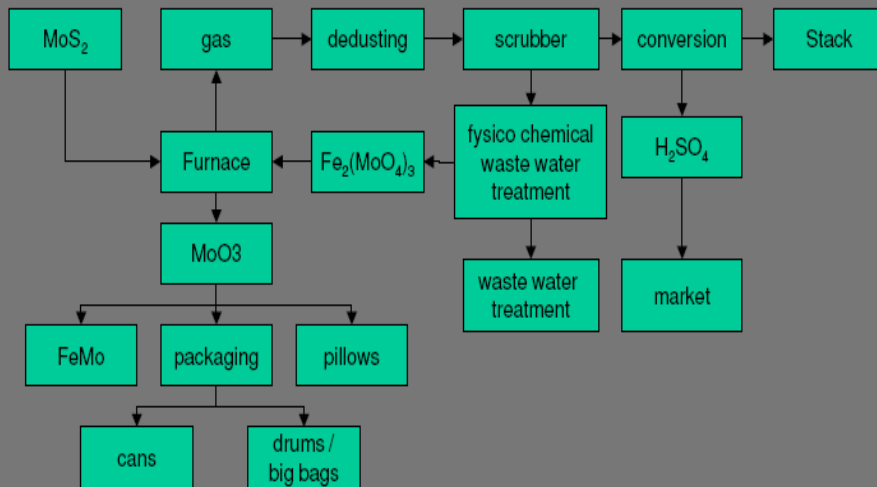 MoS₂
gas
dedusting
scrubber
conversion
Stack
Furnace
Fe₂(MoO₄)₃
fysico chemical
waste water
treatment
H₂SO₄
MoO3
waste water
treatment
market
FeMo
packaging
pillows
cans
drums /
big bags